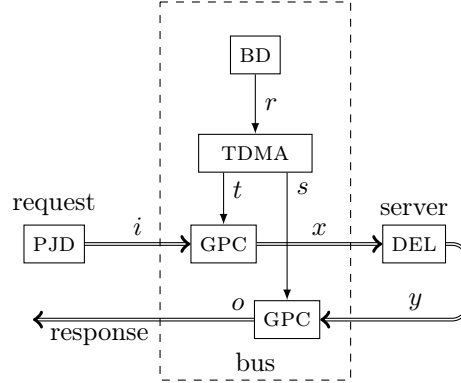 BD
r
TDMA
t s
request
server
PJD
i
GPC
x
DEL
o
GPC
y
response
bus